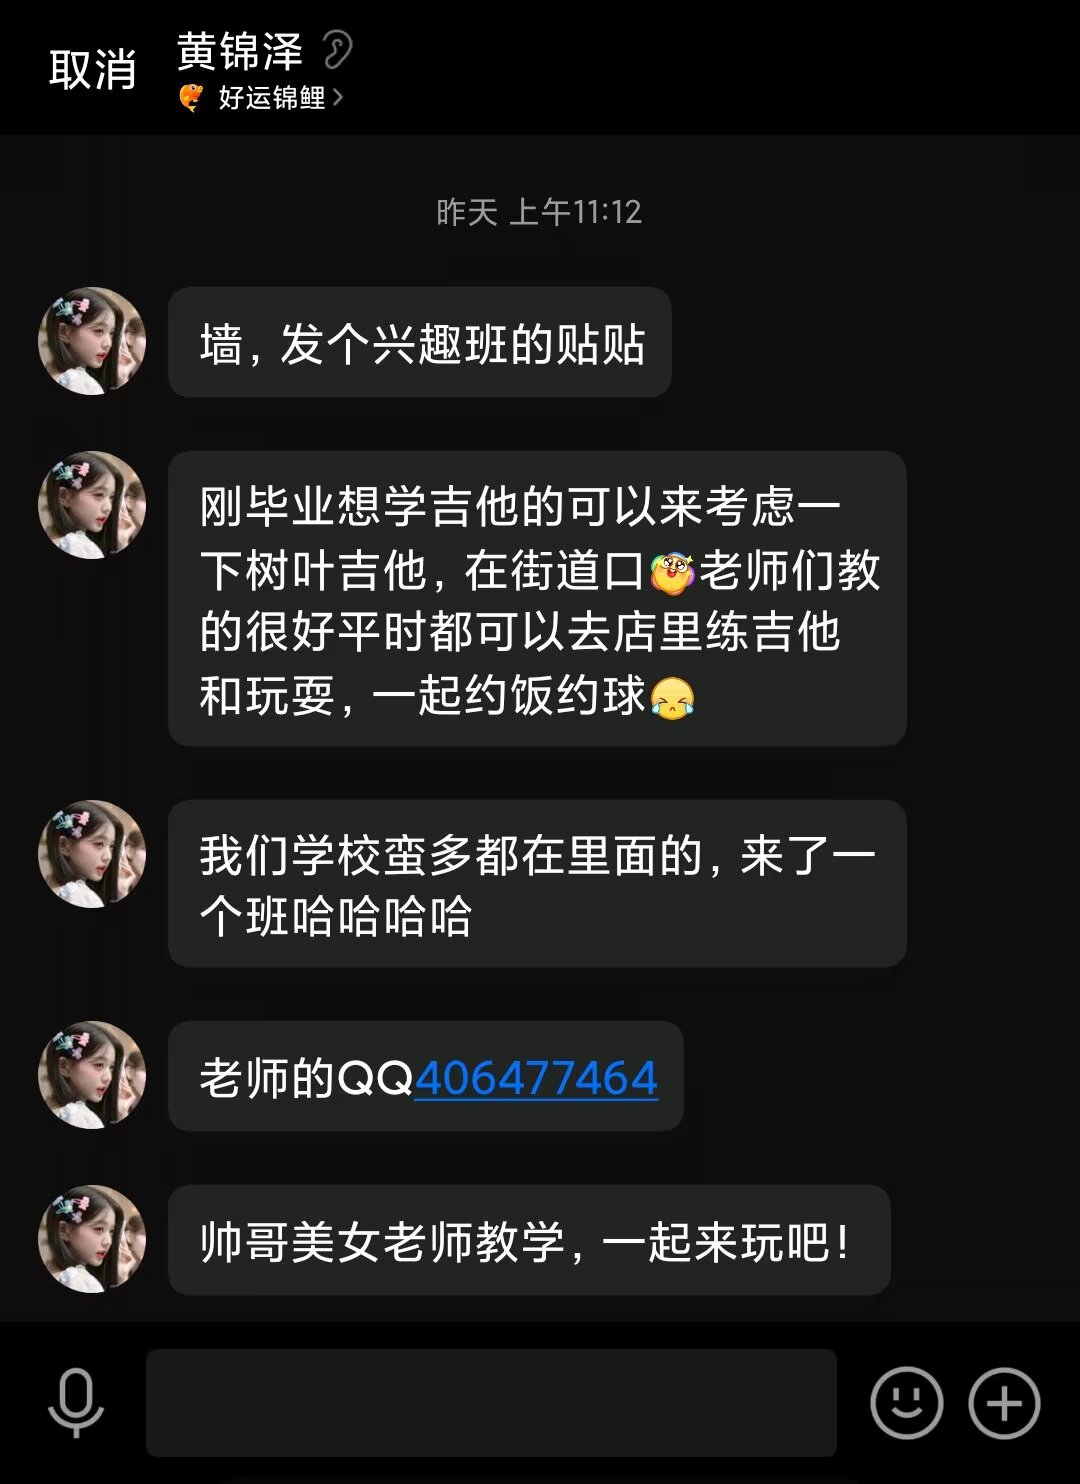 取消
黄锦泽
好运锦鲤
昨天 上午11:12
墙，发个兴趣班的贴贴
刚毕业想学吉他的可以来考虑一
下树叶吉他，在街道口老师们教
的很好平时都可以去店里练吉他
和玩耍，一起约饭约球
我们学校蛮多都在里面的，来了一
个班哈哈哈哈
老师的QQ406477464
帅哥美女老师教学，一起来玩吧！